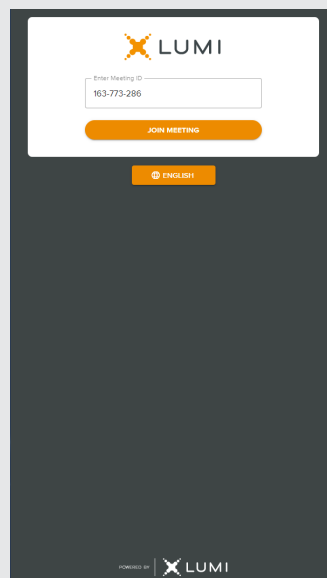 LUMI
Enter Meeting ID
163-773-286
JOIN MEETING
ENGLISH
POWERED BY LUMI